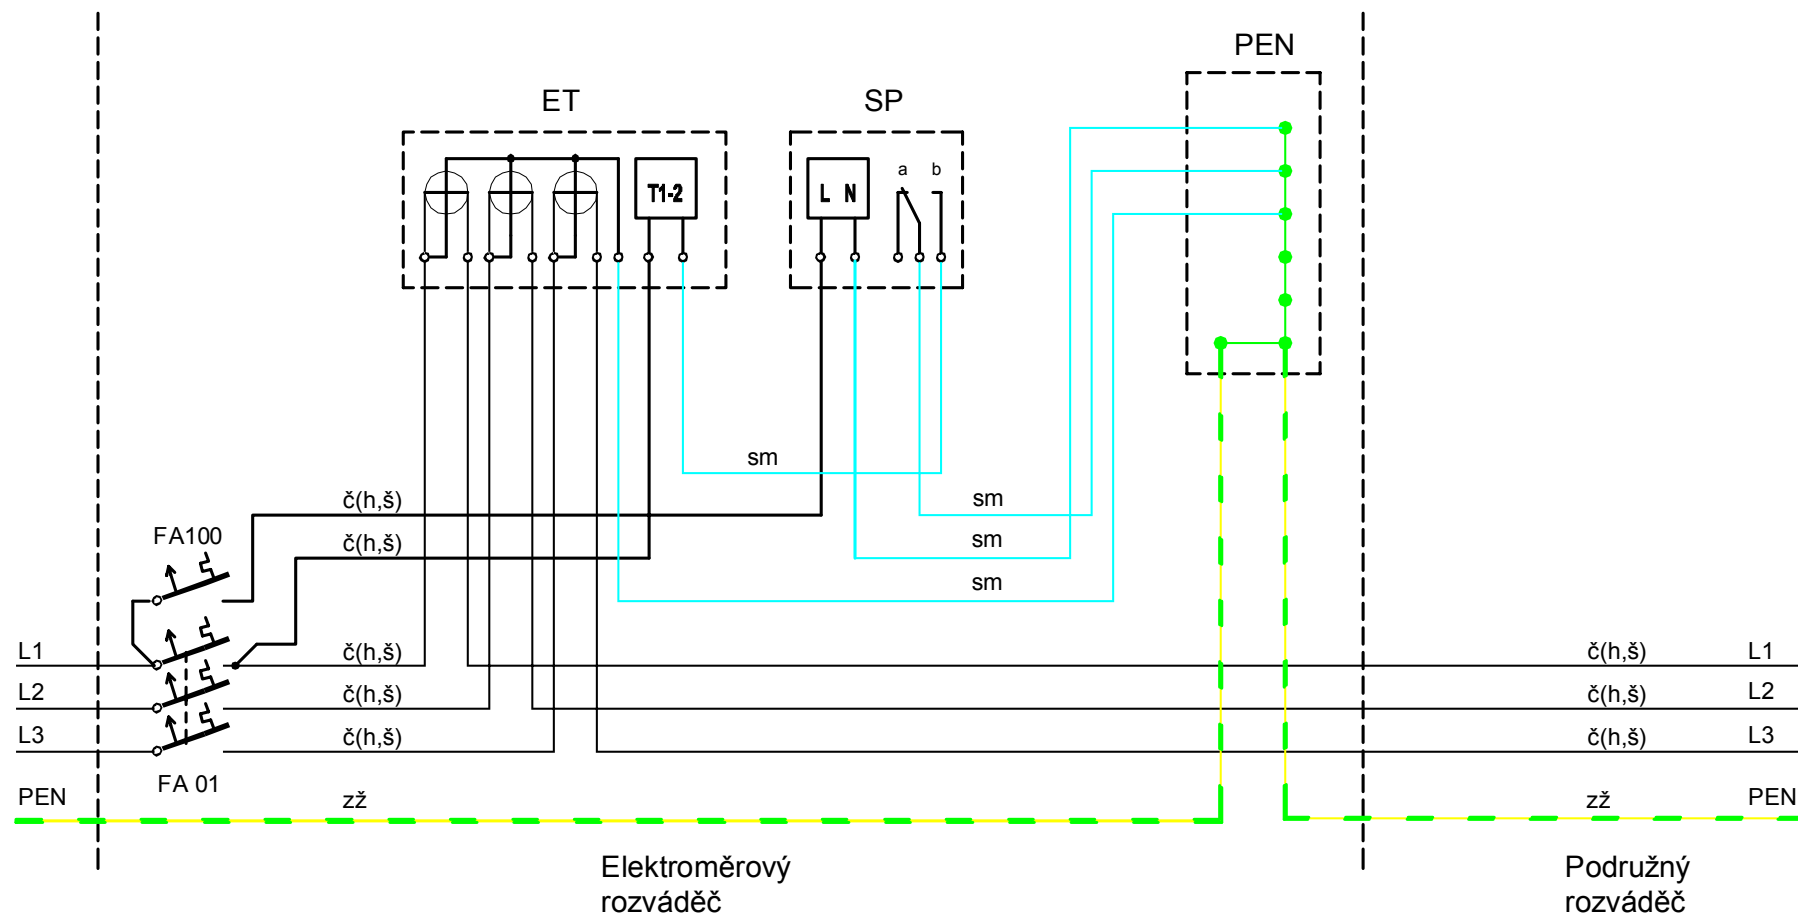 PEN
ET
SP
T1-2
L N
a b
sm
č(h,š)
sm
FA100
č(h,š)
sm
sm
L1
č(h,š)
č(h,š)
L1
L2
č(h,š)
č(h,š)
L2
L3
č(h,š)
č(h,š)
L3
FA 01
PEN
zž
zž
PEN
Elektroměrový
rozváděč
Podružný
rozváděč